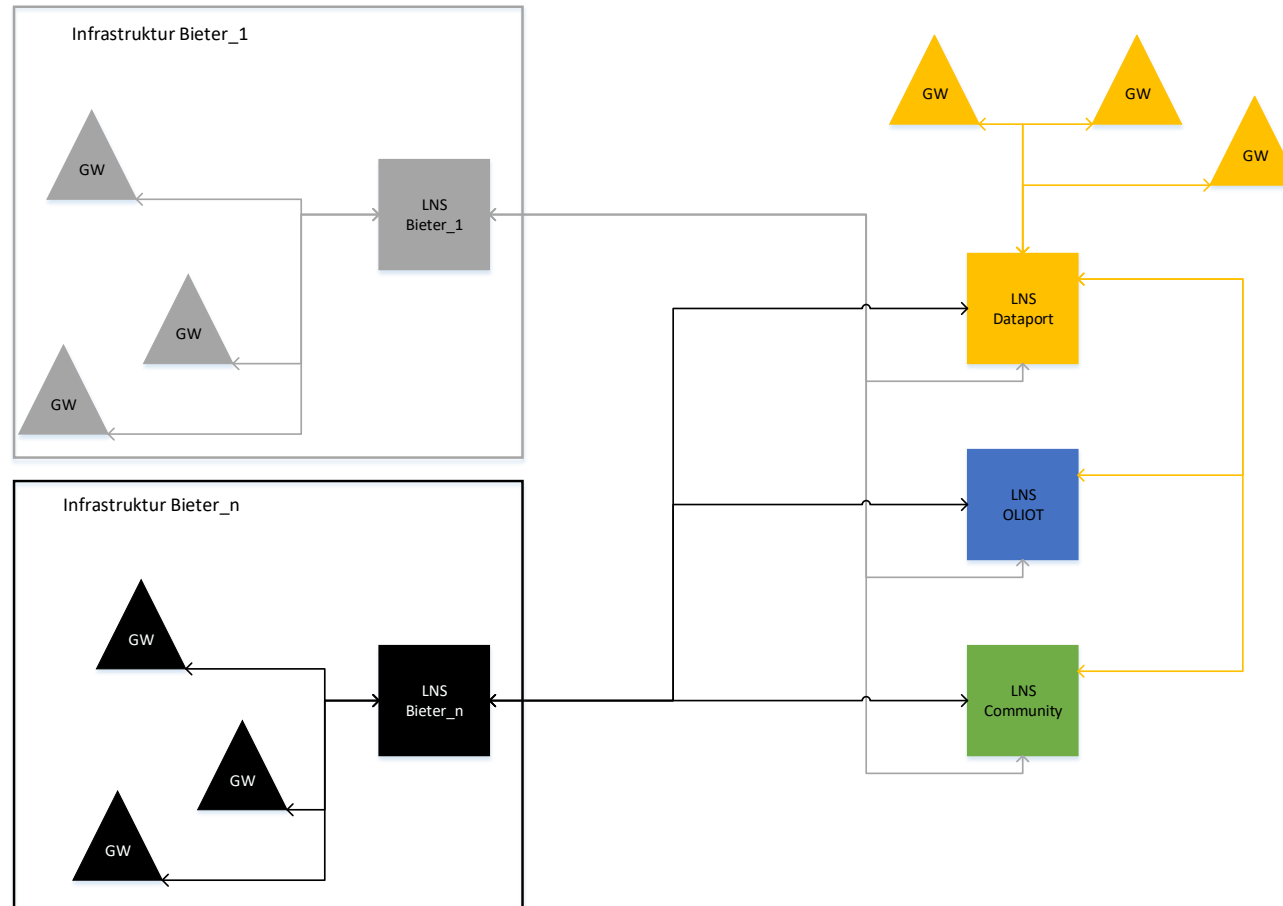 Infrastruktur Bieter_1
GW
GW
GW
LNS
Bieter_1
GW
GW
GW
LNS
Dataport
LNS
OLIOT
LNS
Community
Infrastruktur Bieter_n
GW
GW
GW
LNS
Bieter_n